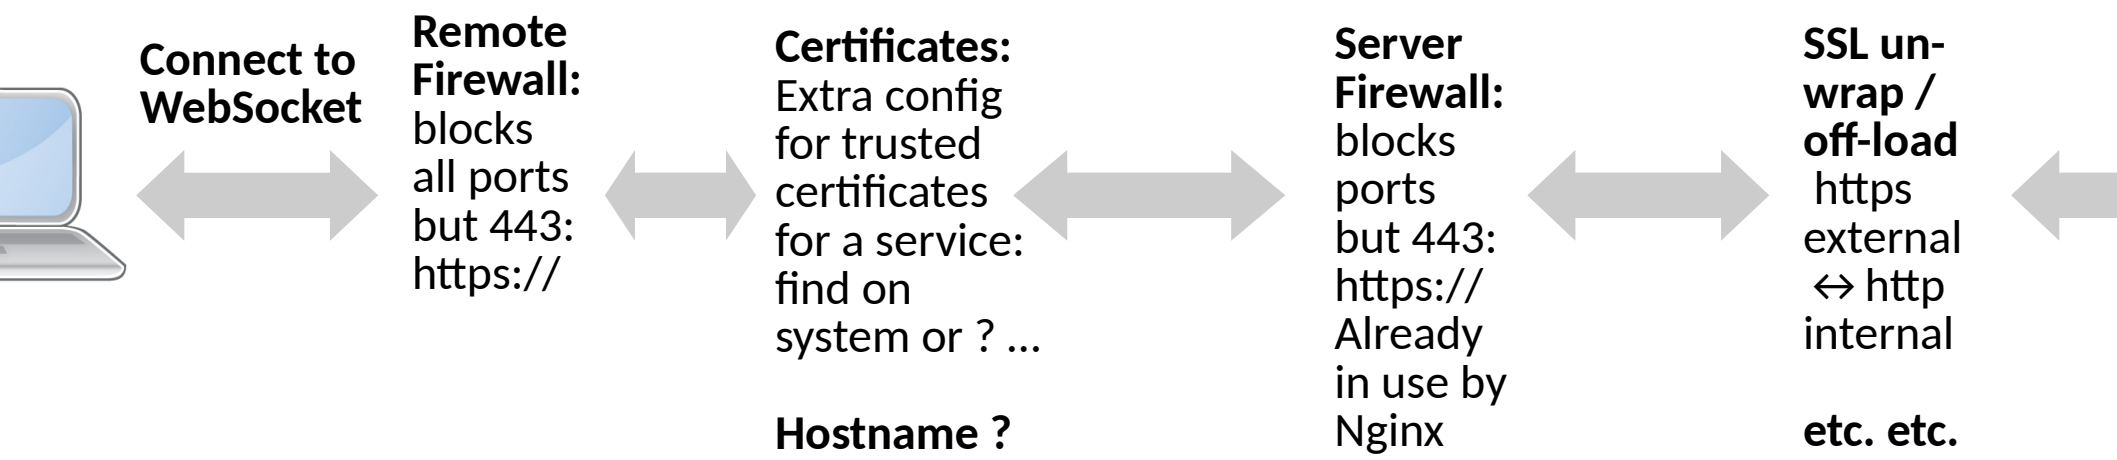 Connect to
WebSocket
Remote
Firewall:
blocks
all ports
but 443:
https://
Certificates:
Extra config
for trusted
certificates
for a service:
find on
system or ? ...
Hostname ?
Server
Firewall:
blocks
ports
but 443:
https://
Already
in use by
Nginx
SSL un-
wrap /
off-load
https
external
↔ http
internal
etc. etc.